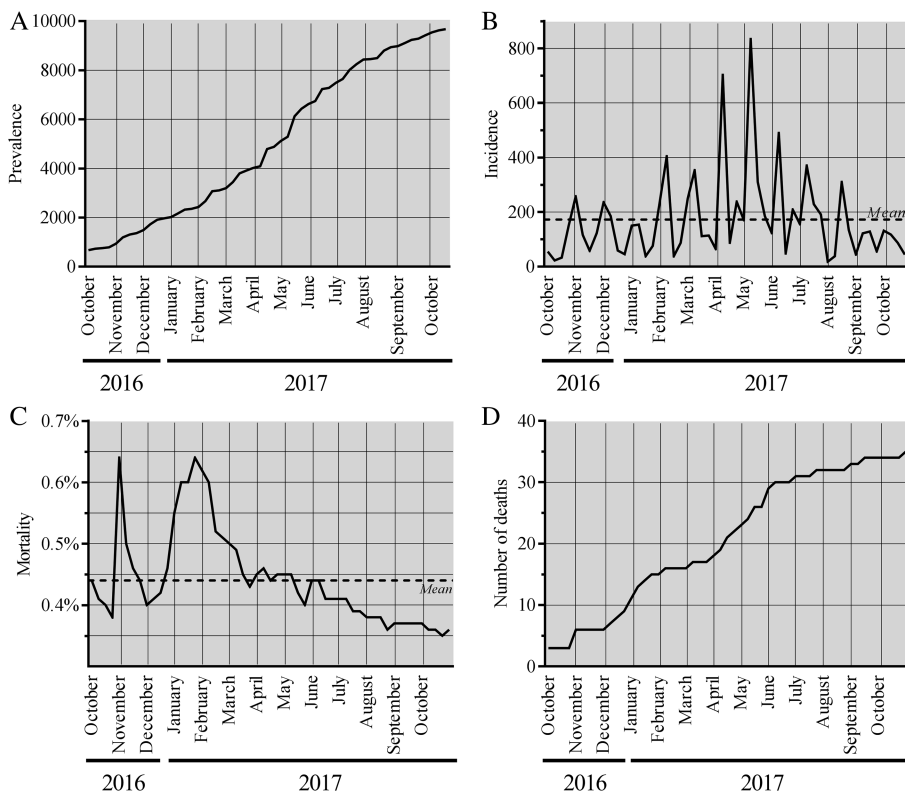 A
10000
8000
6000
4000
2000
0
Prevalence
October
November
December
January
February
March
April
May
June
July
August
September
October
2016
2017
B
800
600
400
200
0
Incidence
Mean
October
November
December
January
February
March
April
May
June
July
August
September
October
2016
2017
C
0.7%
0.6%
0.5%
0.4%
Mortality
Mean
October
November
December
January
February
March
April
May
June
July
August
September
October
2016
2017
D
40
30
20
10
0
Number of deaths
October
November
December
January
February
March
April
May
June
July
August
September
October
2016
2017